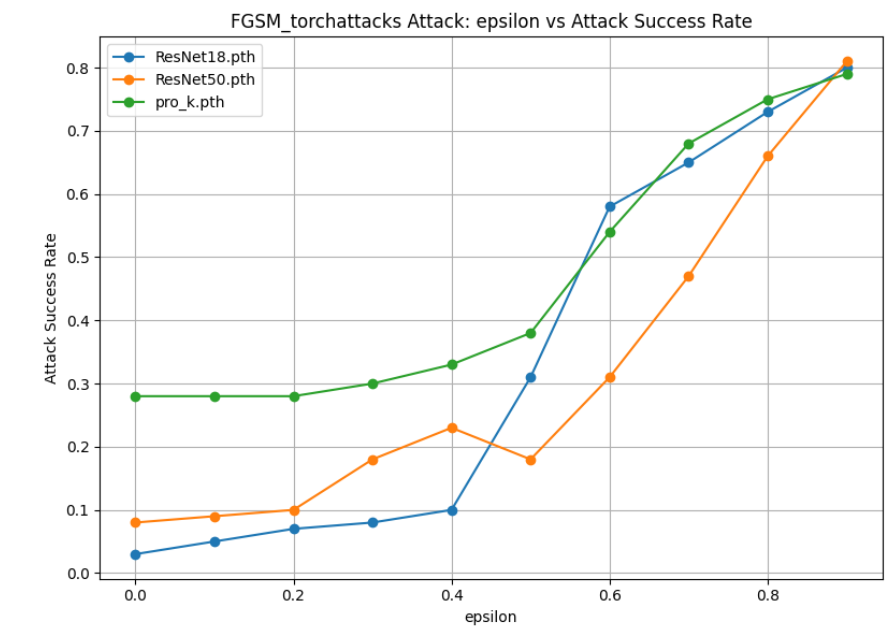 FGSM_torchattacks Attack: epsilon vs Attack Success Rate
ResNet18.pth
ResNet50.pth
pro_k.pth
Attack Success Rate
0.8
0.7
0.6
0.5
0.4
0.3
0.2
0.1
0.0
0.0 0.2 0.4 0.6 0.8
epsilon